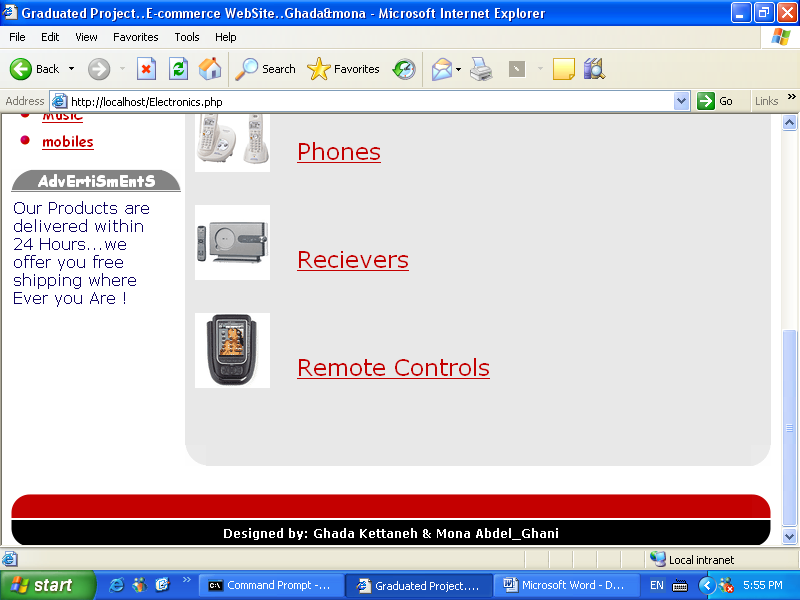 Graduated Project..E-commerce WebSite..Ghada&mona - Microsoft Internet Explorer
File Edit View Favorites Tools Help
Back Search Favorites
Address http://localhost/Electronics.php Go Links »
Music
mobiles
AdvErtiSmEntS
Our Products are
delivered within
24 Hours...we
offer you free
shipping where
Ever you Are !
Phones
Recievers
Remote Controls
Designed by: Ghada Kettaneh & Mona Abdel_Ghani
Local intranet
start » Command Prompt -... Graduated Project.... Microsoft Word - D... EN 5:55 PM